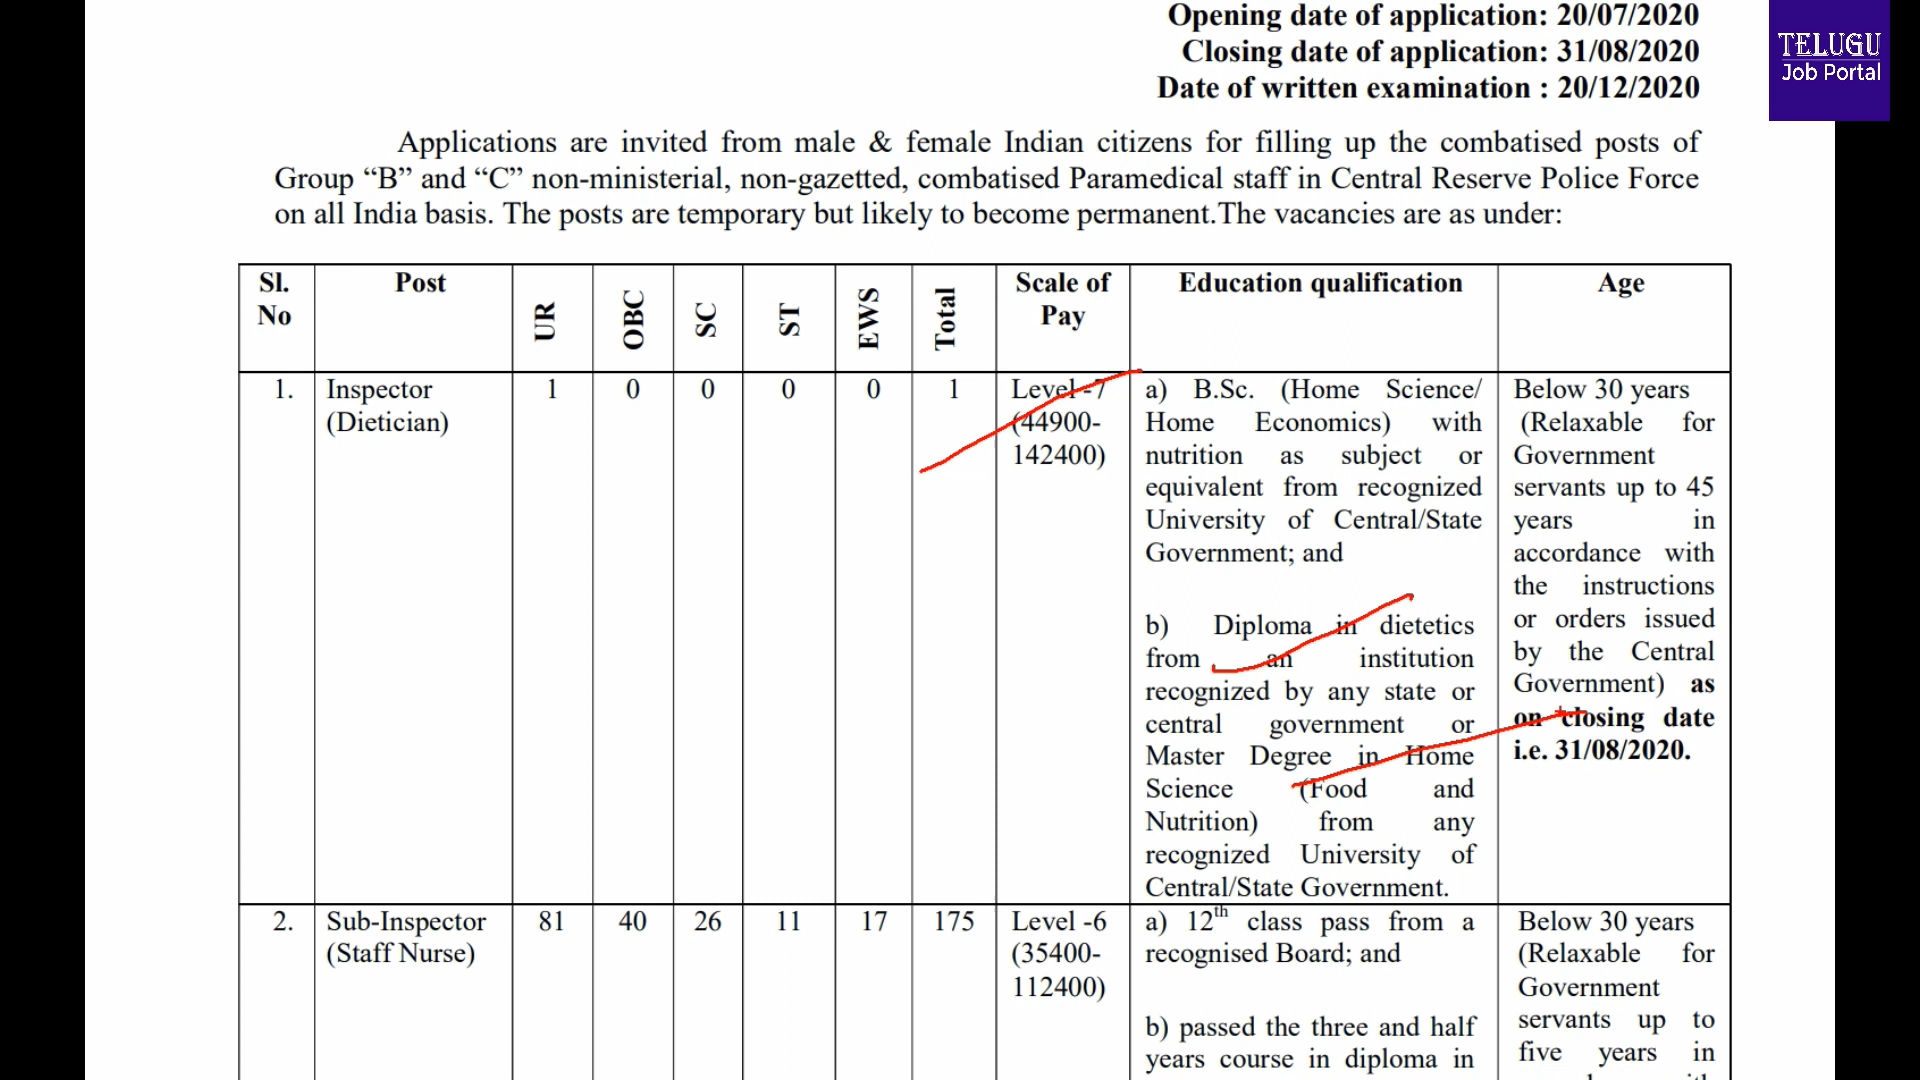 Opening date of application: 20/07/2020
Closing date of application: 31/08/2020
Date of written examination : 20/12/2020
TELUGU
Job Portal
Applications are invited from male & female Indian citizens for filling up the combatised posts of
Group “B” and “C” non-ministerial, non-gazetted, combatised Paramedical staff in Central Reserve Police Force
on all India basis. The posts are temporary but likely to become permanent.The vacancies are as under:
Sl. No
Post
UR
OBC
SC
ST
EWS
Total
Scale of
Pay
Education qualification
Age
1.
Inspector
(Dietician)
1
0
0
0
0
1
Level -7
(44900-
142400)
a) B.Sc. (Home Science/
Home Economics) with
nutrition as subject or
equivalent from recognized
University of Central/State
Government; and
b) Diploma in dietetics
from an institution
recognized by any state or
central government or
Master Degree in Home
Science (Food and
Nutrition) from any
recognized University of
Central/State Government.
Below 30 years
(Relaxable for
Government
servants up to 45
years in
accordance with
the instructions
or orders issued
by the Central
Government) as
on closing date
i.e. 31/08/2020.
2.
Sub-Inspector
(Staff Nurse)
81
40
26
11
17
175
Level -6
(35400-
112400)
a) 12th class pass from a
recognised Board; and
b) passed the three and half
years course in diploma in
Below 30 years
(Relaxable for
Government
servants up to
five years in